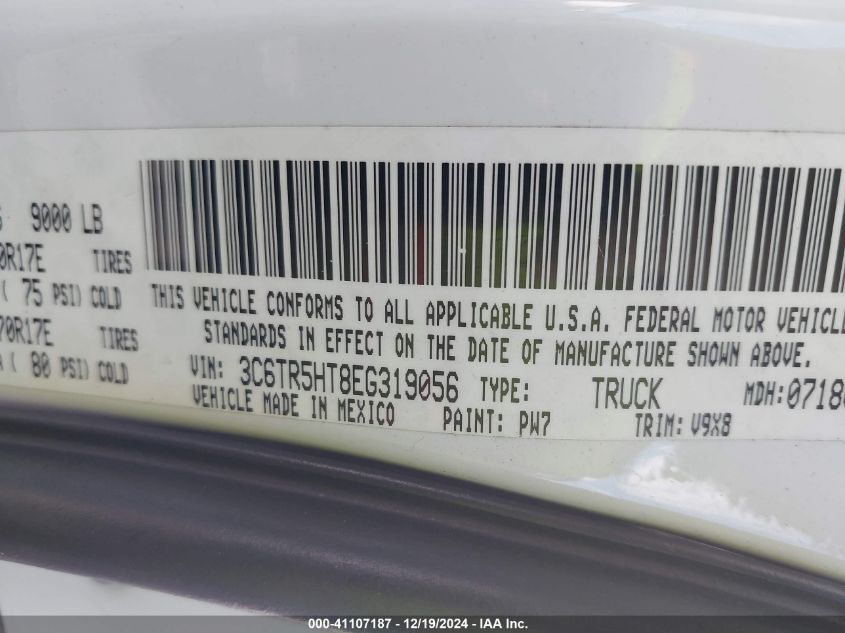 9000 LB
0R17E TIRES
( 75 PSI) COLD
70R17E TIRES
( 80 PSI) COLD
THIS VEHICLE CONFORMS TO ALL APPLICABLE U.S.A. FEDERAL MOTOR VEHICLE
STANDARDS IN EFFECT ON THE DATE OF MANUFACTURE SHOWN ABOVE.
VIN: 3C6TR5HT8EG319056 TYPE: TRUCK MDH: 0718
VEHICLE MADE IN MEXICO PAINT: PW7 TRIM: V9X8
000-41107187 - 12/19/2024 - IAA Inc.